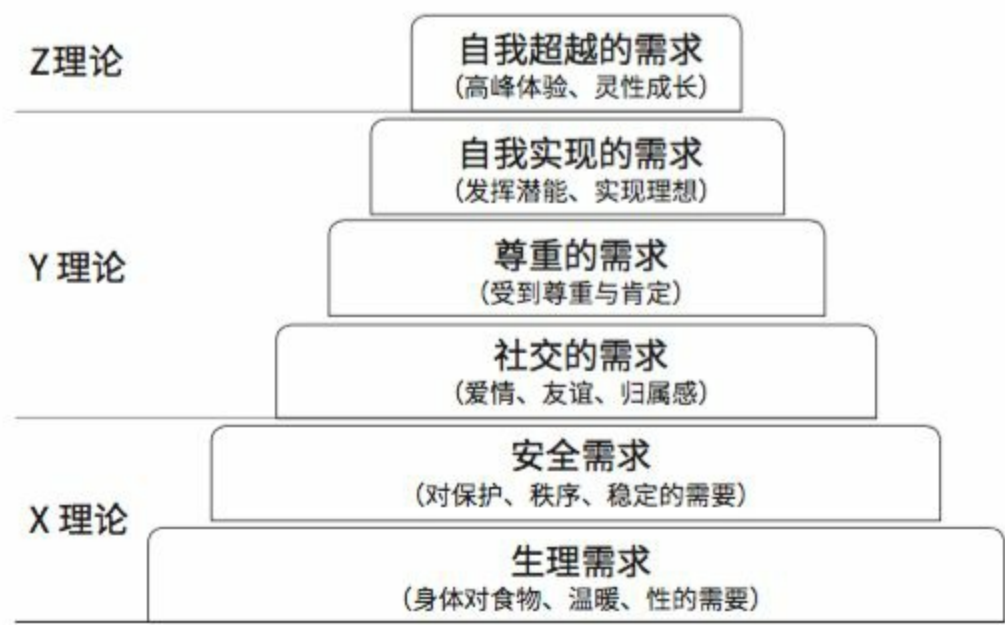 Z理论
自我超越的需求
（高峰体验、灵性成长）
自我实现的需求
（发挥潜能、实现理想）
Y 理论
尊重的需求
（受到尊重与肯定）
社交的需求
（爱情、友谊、归属感）
安全需求
（对保护、秩序、稳定的需要）
X 理论
生理需求
（身体对食物、温暖、性的需要）